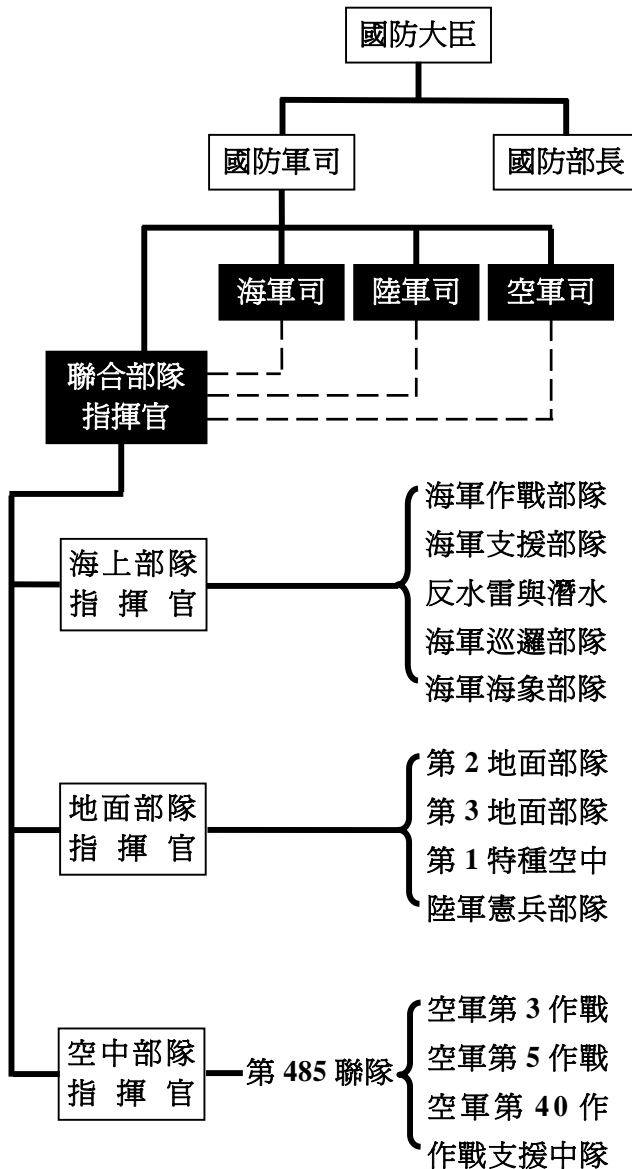 國防大臣
國防軍司
國防部長
海軍司
陸軍司
空軍司
聯合部隊
指揮官
海上部隊
指揮官
海軍作戰部隊
海軍支援部隊
反水雷與潛水
海軍巡邏部隊
海軍海象部隊
地面部隊
指揮官
第 2 地面部隊
第 3 地面部隊
第 1 特種空中
陸軍憲兵部隊
空中部隊
指揮官
第 485 聯隊
空軍第 3 作戰
空軍第 5 作戰
空軍第 40 作
作戰支援中隊